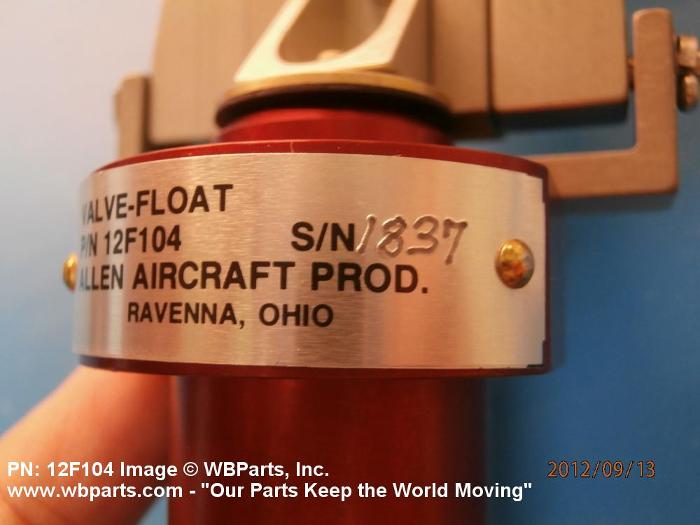 VALVE-FLOAT
P/N 12F104 S/N 1837
ALLEN AIRCRAFT PROD.
RAVENNA, OHIO
PN: 12F104 Image © WBParts, Inc.
2012/09/13
www.wbparts.com - "Our Parts Keep the World Moving"